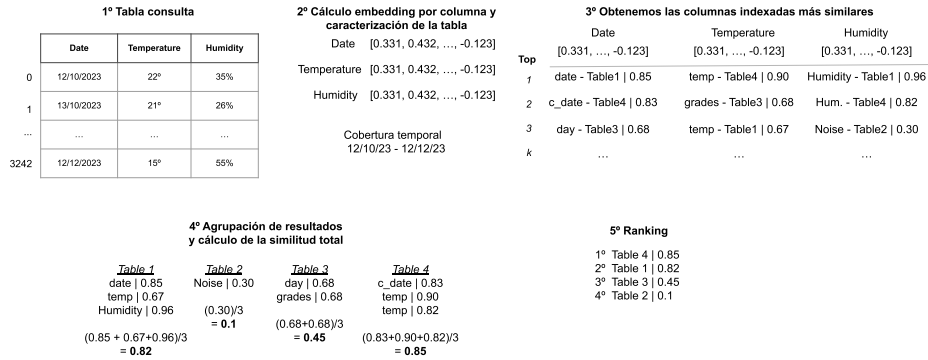 1º Tabla consulta
Date Temperature Humidity
0 12/10/2023 22º 35%
1 13/10/2023 21º 26%
... ... ... ...
3242 12/12/2023 15º 55%
2º Cálculo embedding por columna y
caracterización de la tabla
Date [0.331, 0.432, ..., -0.123]
Temperature [0.331, 0.432, ..., -0.123]
Humidity [0.331, 0.432, ..., -0.123]
Cobertura temporal
12/10/23 - 12/12/23
3º Obtenemos las columnas indexadas más similares
Date Temperature Humidity
[0.331, ..., -0.123] [0.331, ..., -0.123] [0.331, ..., -0.123]
Top
1 date - Table1 | 0.85 temp - Table4 | 0.90 Humidity - Table1 | 0.96
2 c_date - Table4 | 0.83 grades - Table3 | 0.68 Hum. - Table4 | 0.82
3 day - Table3 | 0.68 temp - Table1 | 0.67 Noise - Table2 | 0.30
k ... ... ...
4º Agrupación de resultados
y cálculo de la similitud total
Table 1
date | 0.85
temp | 0.67
Humidity | 0.96
(0.85 + 0.67+0.96)/3
= 0.82
Table 2
Noise | 0.30
(0.30)/3
= 0.1
Table 3
day | 0.68
grades | 0.68
(0.68+0.68)/3
= 0.45
Table 4
c_date | 0.83
temp | 0.90
temp | 0.82
(0.83+0.90+0.82)/3
= 0.85
5º Ranking
1º Table 4 | 0.85
2º Table 1 | 0.82
3º Table 3 | 0.45
4º Table 2 | 0.1